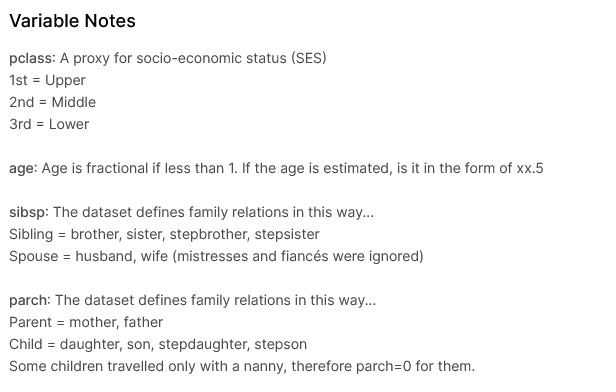 Variable Notes
pclass: A proxy for socio-economic status (SES)
1st = Upper
2nd = Middle
3rd = Lower
age: Age is fractional if less than 1. If the age is estimated, is it in the form of xx.5
sibsp: The dataset defines family relations in this way...
Sibling = brother, sister, stepbrother, stepsister
Spouse = husband, wife (mistresses and fiancés were ignored)
parch: The dataset defines family relations in this way...
Parent = mother, father
Child = daughter, son, stepdaughter, stepson
Some children travelled only with a nanny, therefore parch=0 for them.